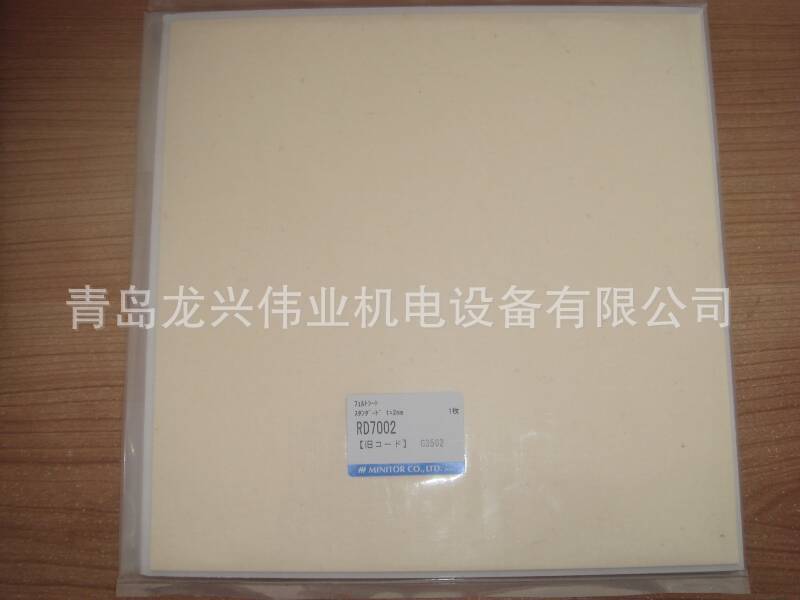 青岛龙兴伟业机电设备有限公司
フェルトシート
スタンダード t=2mm 1枚
RD7002
【旧コード】 G3502
MINITOR CO.,LTD.